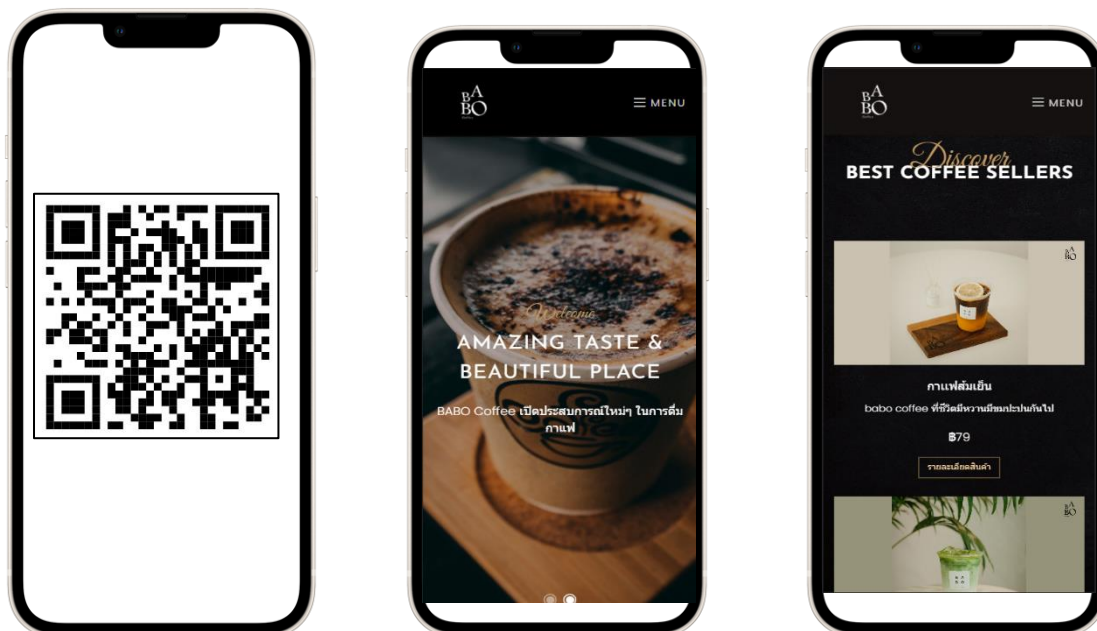 BA
BO
MENU
Welcome
AMAZING TASTE &
BEAUTIFUL PLACE
BABO Coffee เปิดประสบการณ์ใหม่ๆ ในการดื่ม
กาแฟ
BA
BO
MENU
Discover
BEST COFFEE SELLERS
BA
BO
กาแฟส้มเย็น
babo coffee ที่ชีวิตมีหวานมีขมปะปนกันไป
฿79
รายละเอียดสินค้า
BA
BO